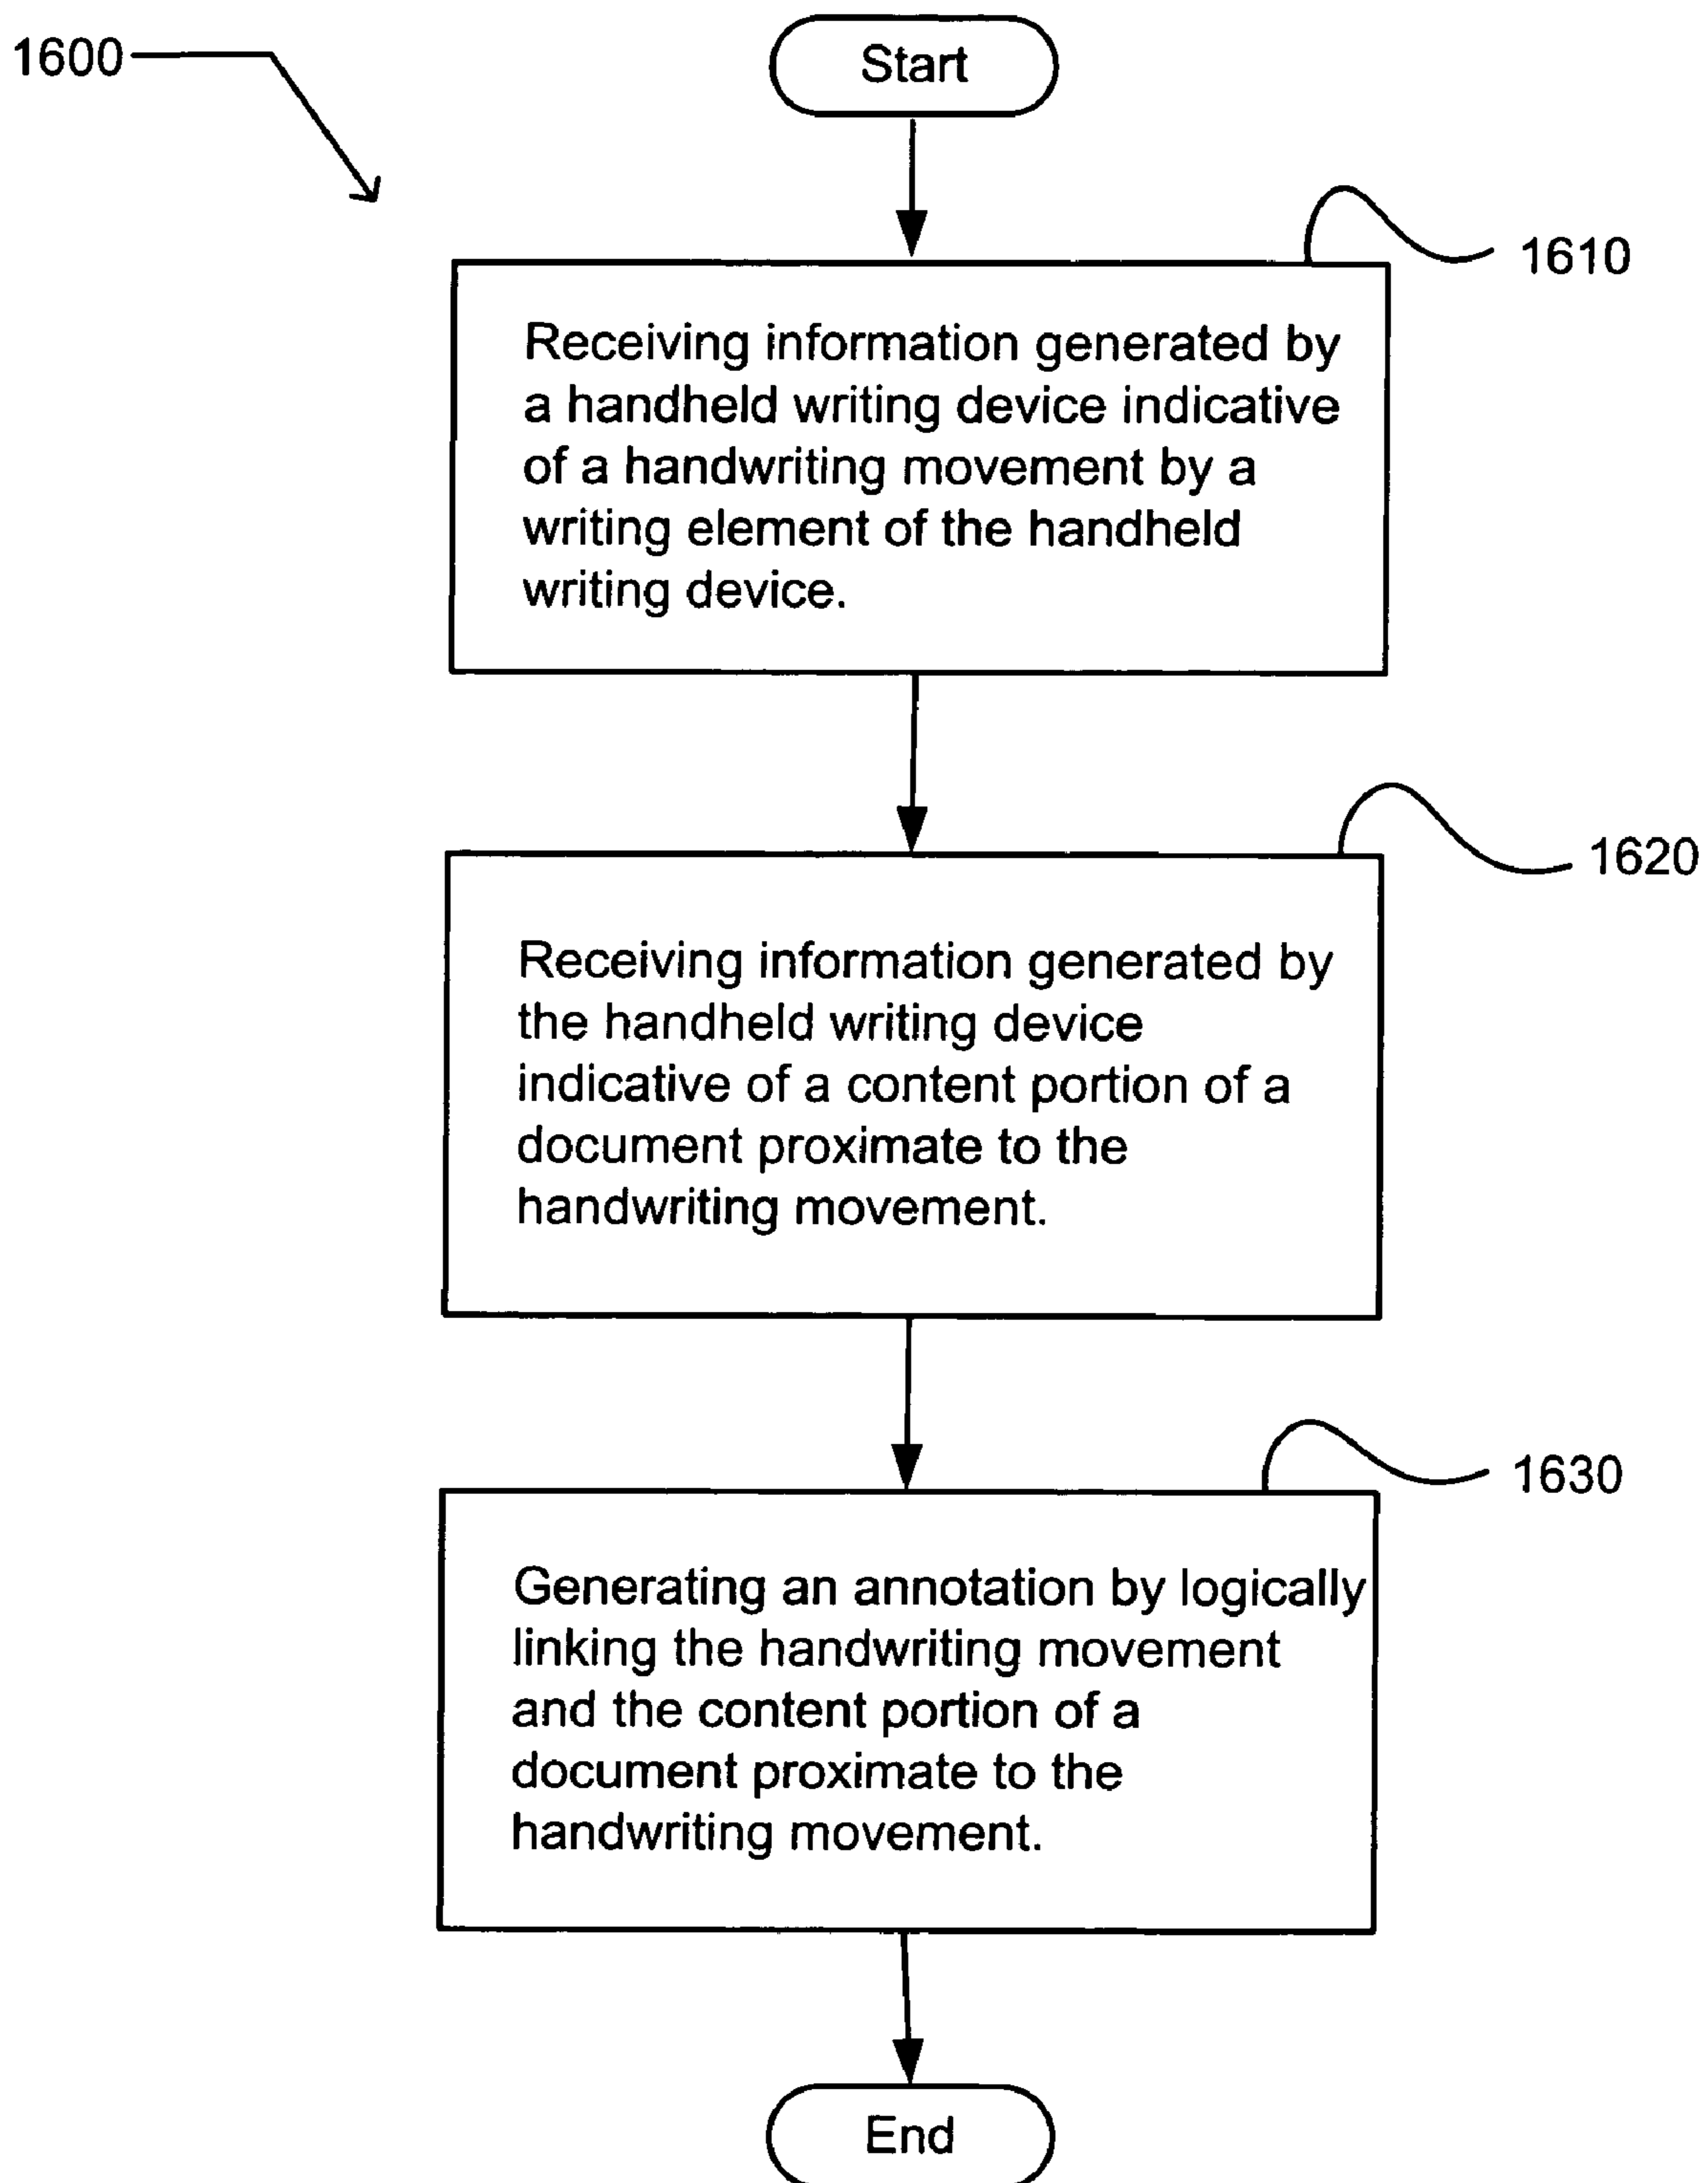 1600
Start
1610
Receiving information generated by
a handheld writing device indicative
of a handwriting movement by a
writing element of the handheld
writing device.
1620
Receiving information generated by
the handheld writing device
indicative of a content portion of a
document proximate to the
handwriting movement.
1630
Generating an annotation by logically
linking the handwriting movement
and the content portion of a
document proximate to the
handwriting movement.
End